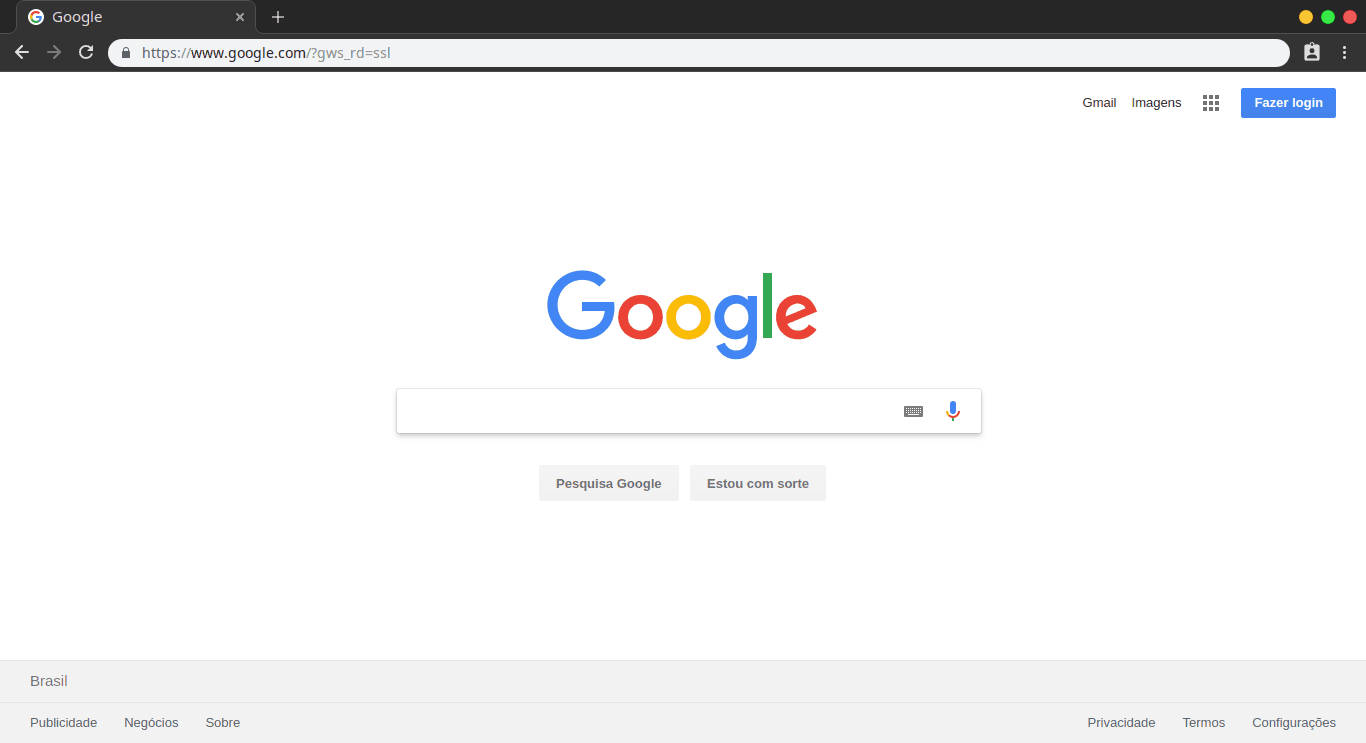 Google
https://www.google.com/?gws_rd=ssl
Gmail Imagens Fazer login
Google
Pesquisa Google Estou com sorte
Brasil
Publicidade Negócios Sobre Privacidade Termos Configurações